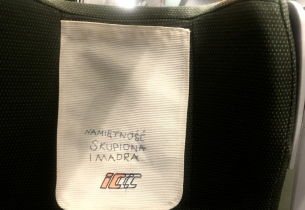 NAMIĘTNOŚĆ
SKUPIONA
I MĄDRA
IC